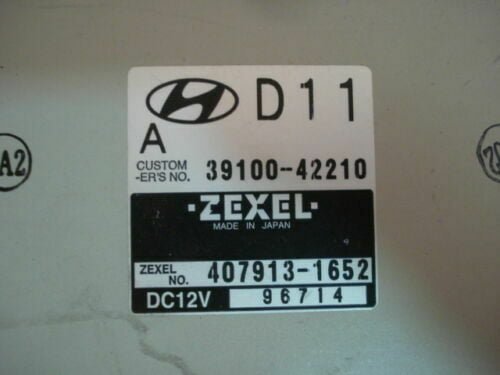 D11
A
CUSTOM
-ER'S NO. 39100-42210
·ZEXEL·
MADE IN JAPAN
ZEXEL
NO. 407913-1652
DC12V 96714
A2